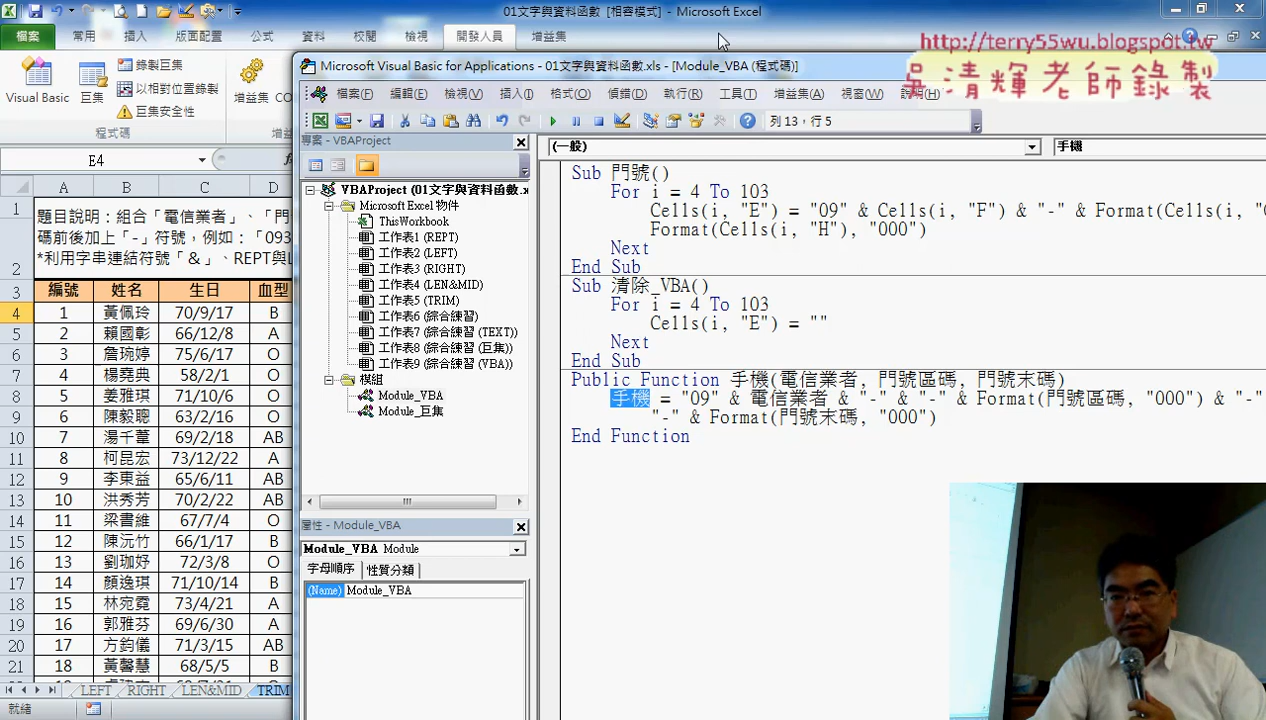 01文字與資料函數 [相容模式] - Microsoft Excel
檔案 常用 插入 版面配置 公式 資料 校閱 檢視 開發人員 增益集
http://terry55wu.blogspot.tw
吳清輝老師錄製
Visual Basic 巨集 錄製巨集
以相對位置錄製
巨集安全性
程式碼
增益集
Microsoft Visual Basic for Applications - 01文字與資料函數.xls - [Module_VBA (程式碼)]
檔案(F) 編輯(E) 檢視(V) 插入(I) 格式(O) 偵錯(D) 執行(R) 工具(T) 增益集(A) 視窗(W) 說明(H)
列 13，行 5
E4
專案 - VBAProject
VBAProject (01文字與資料函數.x
Microsoft Excel 物件
ThisWorkbook
工作表1 (REPT)
工作表2 (LEFT)
工作表3 (RIGHT)
工作表4 (LEN&MID)
工作表5 (TRIM)
工作表6 (綜合練習)
工作表7 (綜合練習 (TEXT))
工作表8 (綜合練習 (巨集))
工作表9 (綜合練習 (VBA))
模組
Module_VBA
Module_巨集
屬性 - Module_VBA
Module_VBA Module
字母順序 性質分類
(Name) Module_VBA
(一般) 手機
Sub 門號()
For i = 4 To 103
Cells(i, "E") = "09" & Cells(i, "F") & "-" & Format(Cells(i, "
Format(Cells(i, "H"), "000")
Next
End Sub
Sub 清除_VBA()
For i = 4 To 103
Cells(i, "E") = ""
Next
End Sub
Public Function 手機(電信業者, 門號區碼, 門號末碼)
手機 = "09" & 電信業者 & "-" & "-" & Format(門號區碼, "000") & "-"
"-" & Format(門號末碼, "000")
End Function
A B C D
1 題目說明：組合「電信業者」、「門
碼前後加上「-」符號，例如：「093
2 *利用字串連結符號「&」、REPT與L
3 編號 姓名 生日 血型
4 1 黃佩玲 70/9/17 B
5 2 賴國彰 66/12/8 A
6 3 詹琬婷 75/6/17 O
7 4 楊堯典 58/2/1 O
8 5 姜雅琪 71/10/6 O
9 6 陳毅聰 63/2/16 O
10 7 湯千薑 69/2/18 AB
11 8 柯昆宏 73/12/22 A
12 9 李東益 65/6/11 AB
13 10 洪秀芳 70/2/22 AB
14 11 梁書維 67/7/4 O
15 12 陳沅竹 66/1/17 B
16 13 劉珈妤 72/3/8 O
17 14 顏逸琪 71/10/14 B
18 15 林宛霓 73/4/21 A
19 16 郭雅芬 69/6/30 A
20 17 方鈞儀 71/3/15 AB
21 18 黃馨慧 68/5/5 B
LEFT RIGHT LEN&MID TRIM
就緒